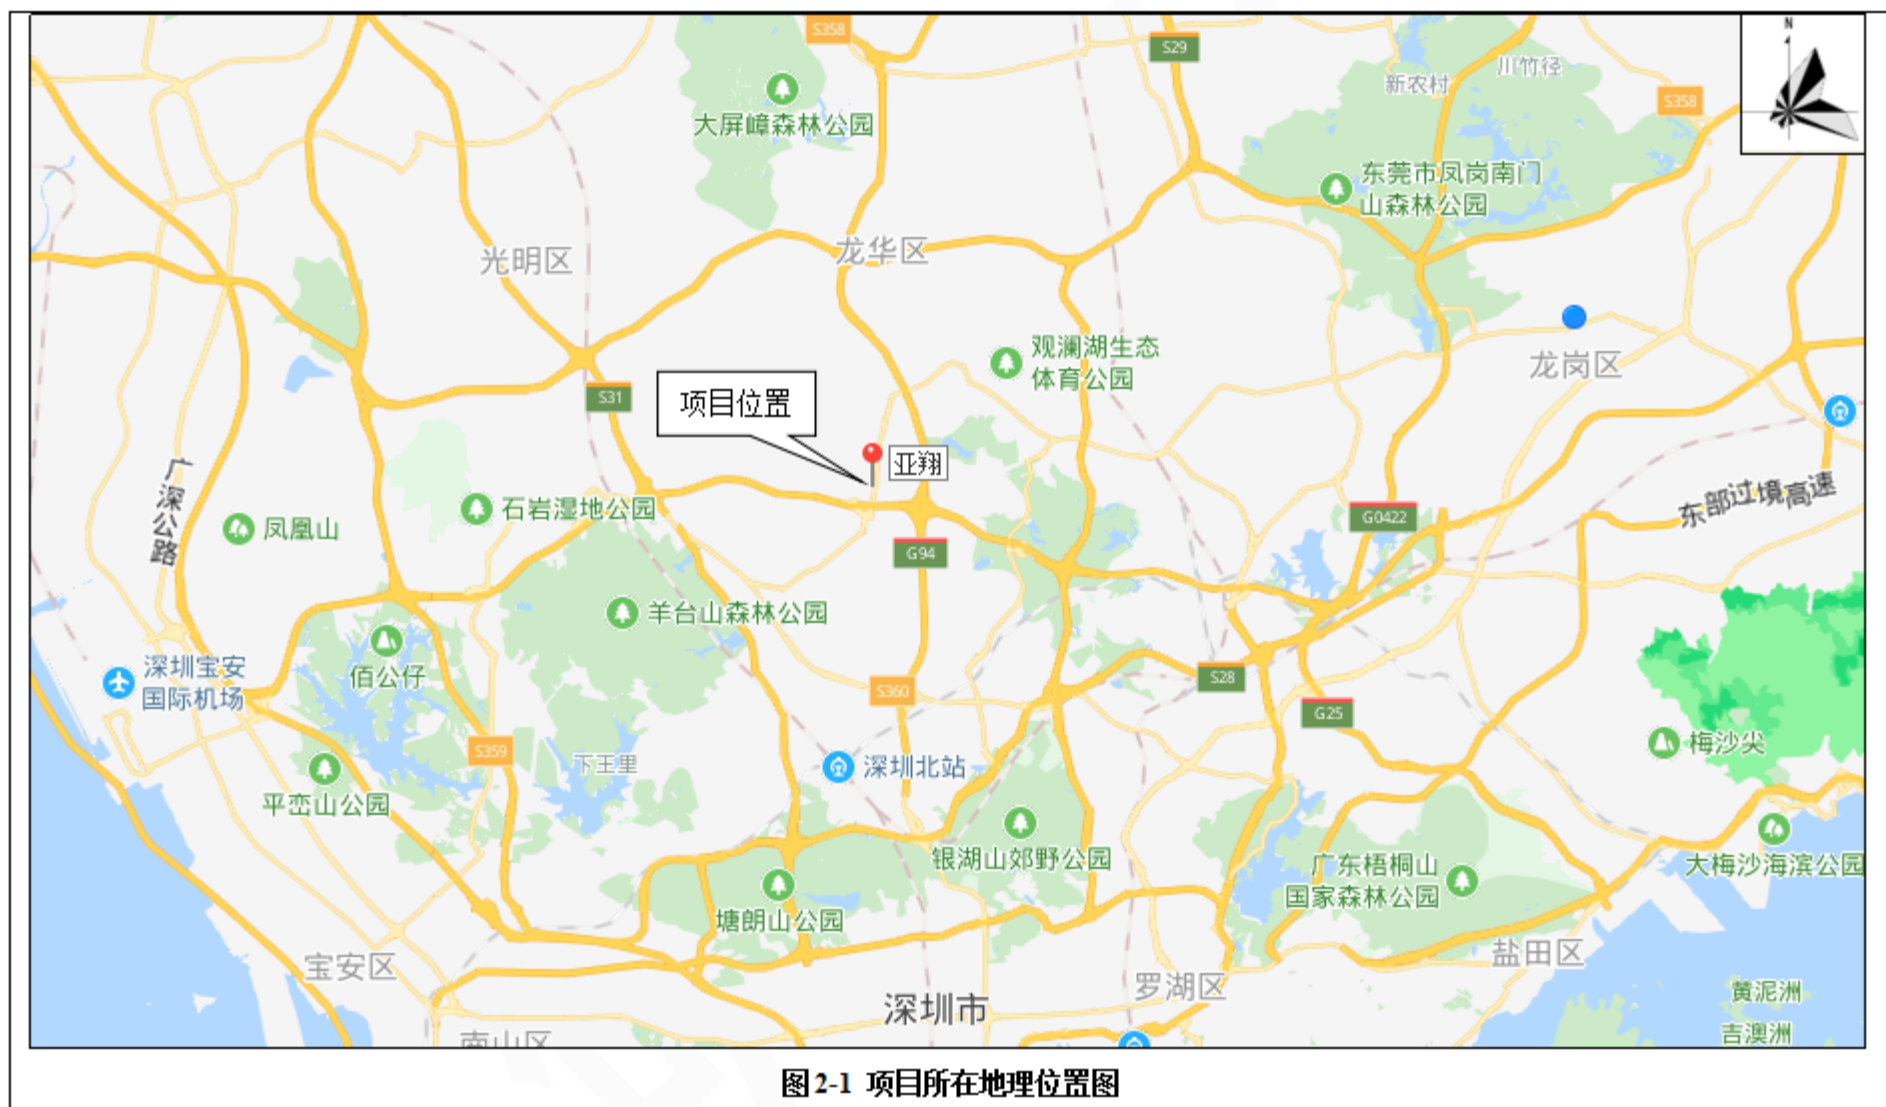 S358
S29
N
新农村
川竹径
S358
大屏嶂森林公园
东莞市凤岗南门
山森林公园
光明区
龙华区
观澜湖生态
体育公园
龙岗区
S31
项目位置
亚翔
广深公路
石岩湿地公园
凤凰山
G94
G0422
东部过境高速
羊台山森林公园
佰公仔
深圳宝安
国际机场
S360
S28
G25
S359
下王里
深圳北站
梅沙尖
平峦山公园
银湖山郊野公园
广东梧桐山
国家森林公园
大梅沙海滨公园
塘朗山公园
宝安区
盐田区
罗湖区
深圳市
黄泥洲
吉澳洲
南山区
图2-1 项目所在地理位置图